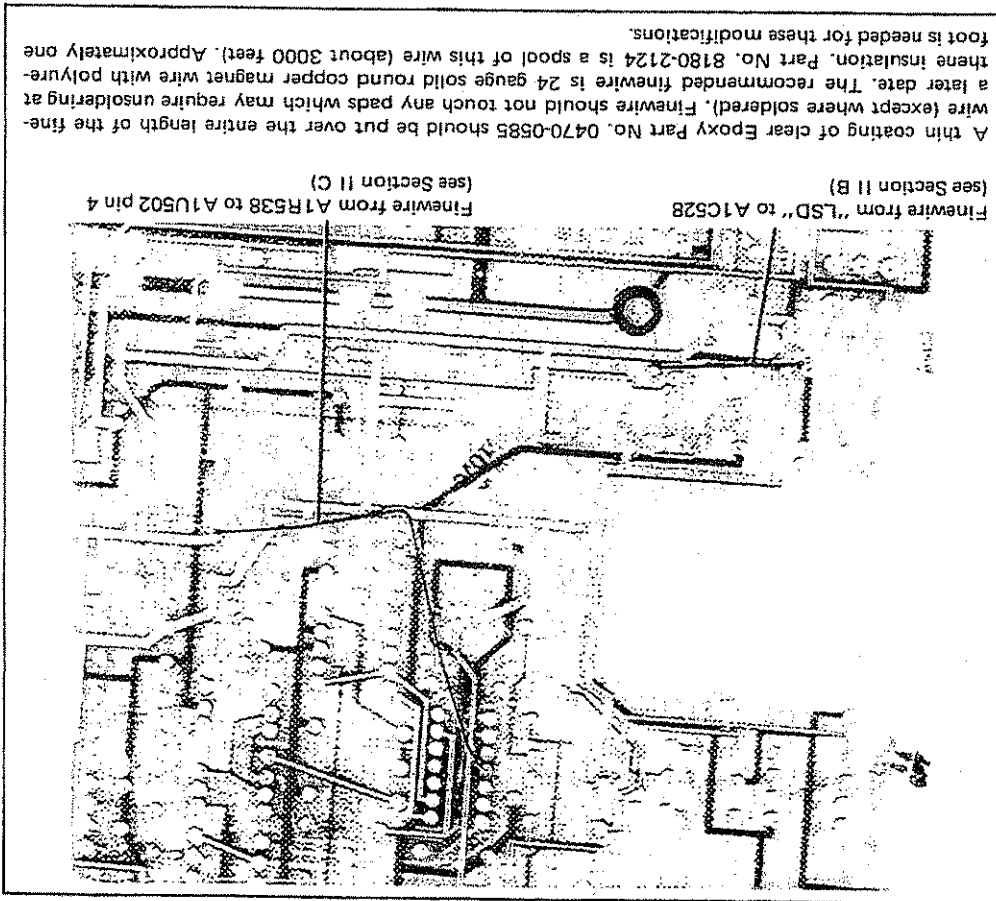 Finewire from A1R538 to A1U502 pin 4
(see Section II C)
Finewire from "LSD" to A1C528
(see Section II B)
A thin coating of clear Epoxy Part No. 0470-0585 should be put over the entire length of the fine-
wire (except where soldered). Finewire should not touch any pads which may require unsoldering at
a later date. The recommended finewire is 24 gauge solid round copper magnet wire with polyure-
thene insulation. Part No. 8180-2124 is a spool of this wire (about 3000 feet). Approximately one
foot is needed for these modifications.